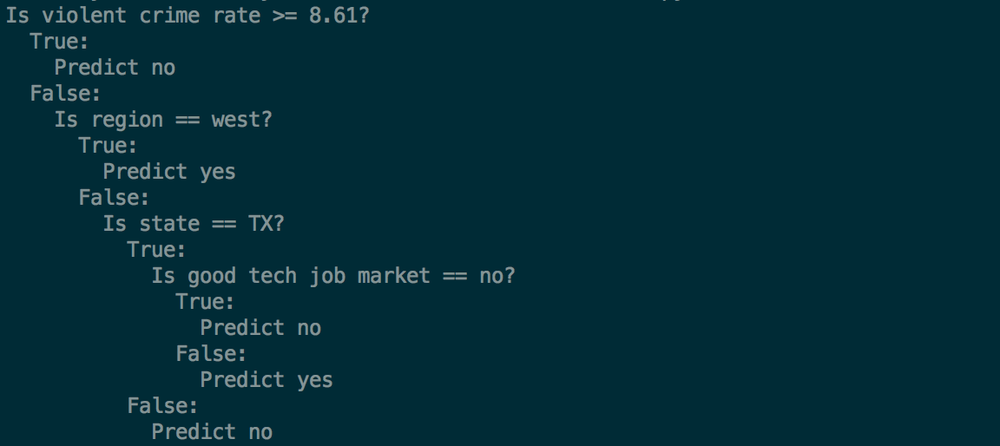 Is violent crime rate >= 8.61?
  True:
    Predict no
  False:
    Is region == west?
      True:
        Predict yes
      False:
        Is state == TX?
          True:
            Is good tech job market == no?
              True:
                Predict no
              False:
                Predict yes
          False:
            Predict no